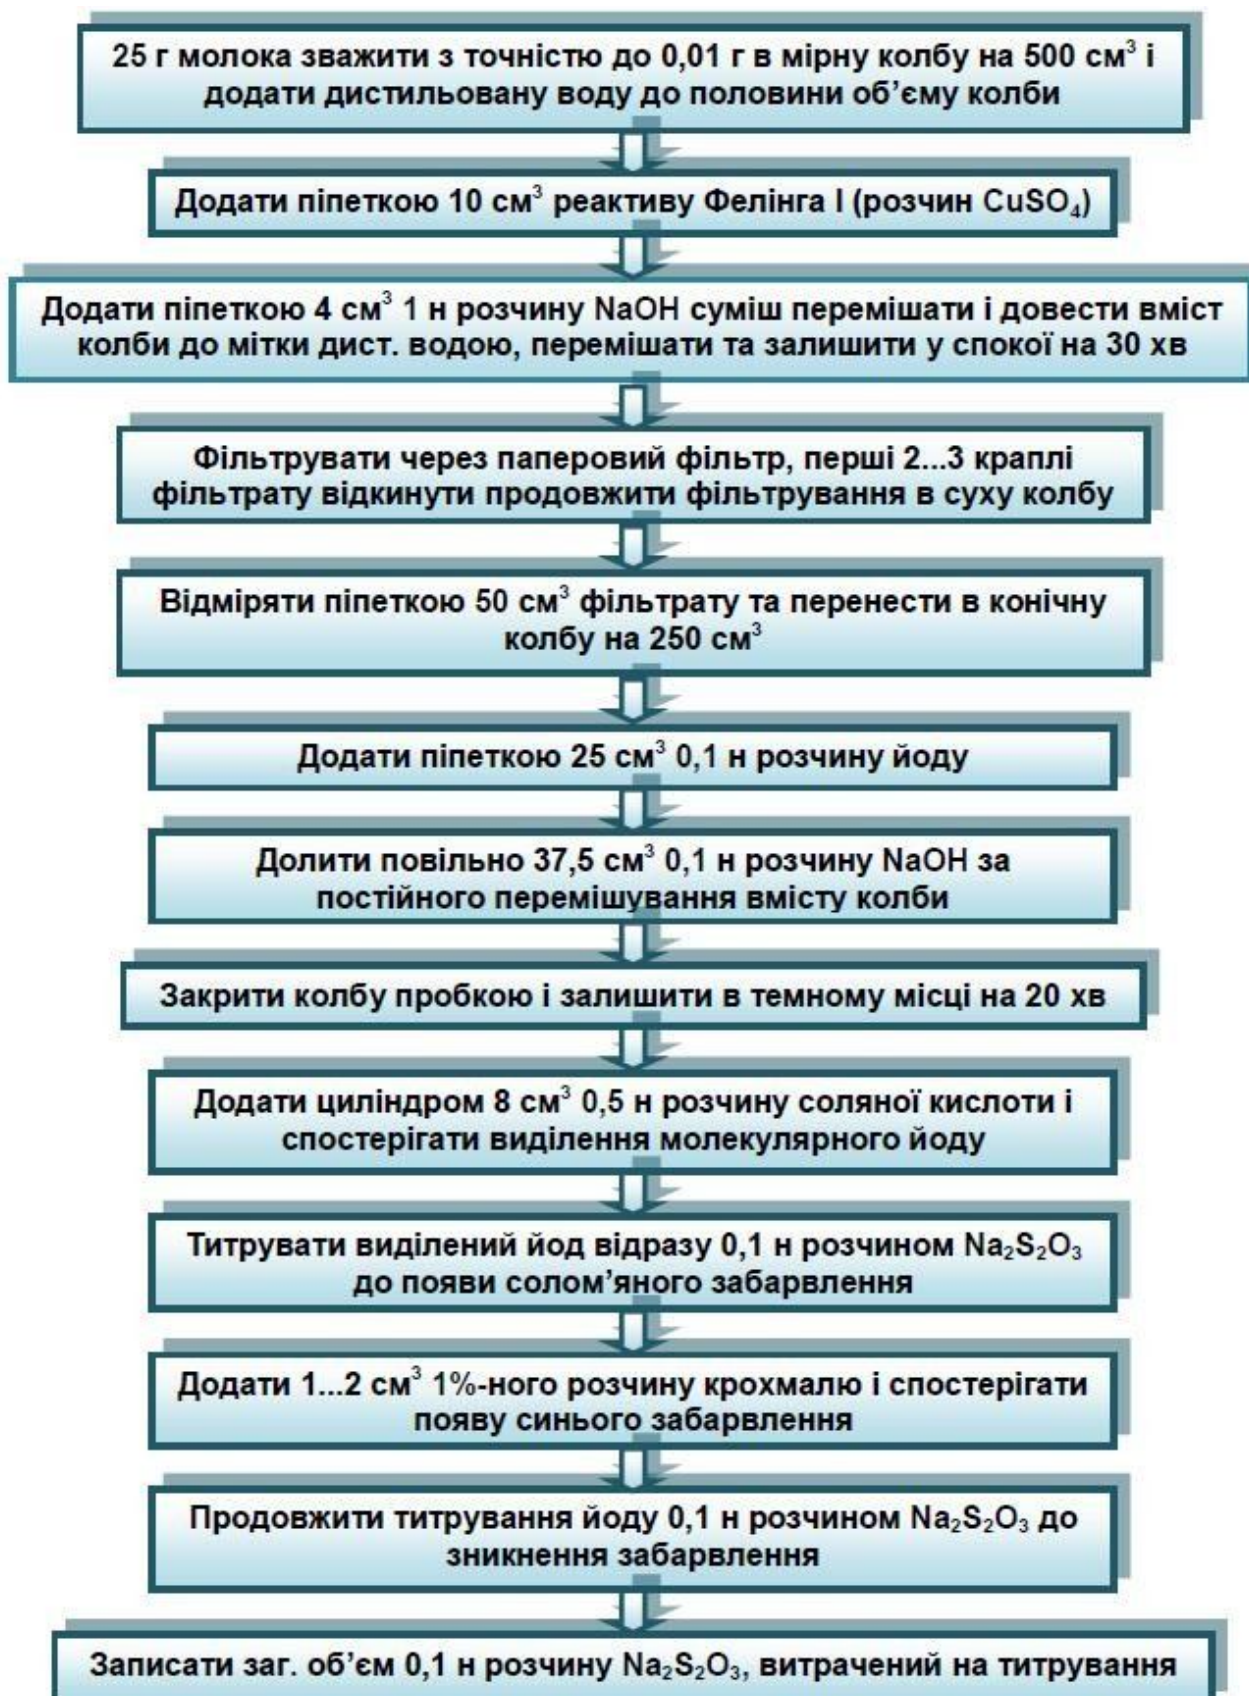 25 г молока зважити з точністю до 0,01 г в мірну колбу на 500 см³ і
додати дистильовану воду до половини об’єму колби
Додати піпеткою 10 см³ реактиву Фелінга І (розчин CuSO₄)
Додати піпеткою 4 см³ 1 н розчину NaOH суміш перемішати і довести вміст
колби до мітки дист. водою, перемішати та залишити у спокої на 30 хв
Фільтрувати через паперовий фільтр, перші 2...3 краплі
фільтрату відкинути продовжити фільтрування в суху колбу
Відміряти піпеткою 50 см³ фільтрату та перенести в конічну
колбу на 250 см³
Додати піпеткою 25 см³ 0,1 н розчину йоду
Долити повільно 37,5 см³ 0,1 н розчину NaOH за
постійного перемішування вмісту колби
Закрити колбу пробкою і залишити в темному місці на 20 хв
Додати циліндром 8 см³ 0,5 н розчину соляної кислоти і
спостерігати виділення молекулярного йоду
Титрувати виділений йод відразу 0,1 н розчином Na₂S₂O₃
до появи солом’яного забарвлення
Додати 1...2 см³ 1%-ного розчину крохмалю і спостерігати
появу синього забарвлення
Продовжити титрування йоду 0,1 н розчином Na₂S₂O₃ до
зникнення забарвлення
Записати заг. об’єм 0,1 н розчину Na₂S₂O₃, витрачений на титрування